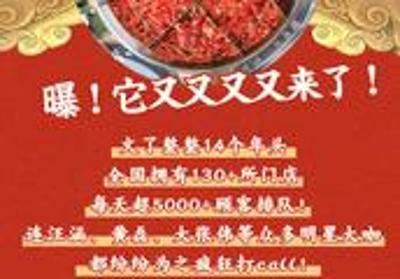 曝！它又又又又来了！
火了整整14个年头
全国拥有130+所门店
每天超5000+顾客排队！
连汪涵、黄磊、大张伟等众多明星大咖
都纷纷为之疯狂打call！